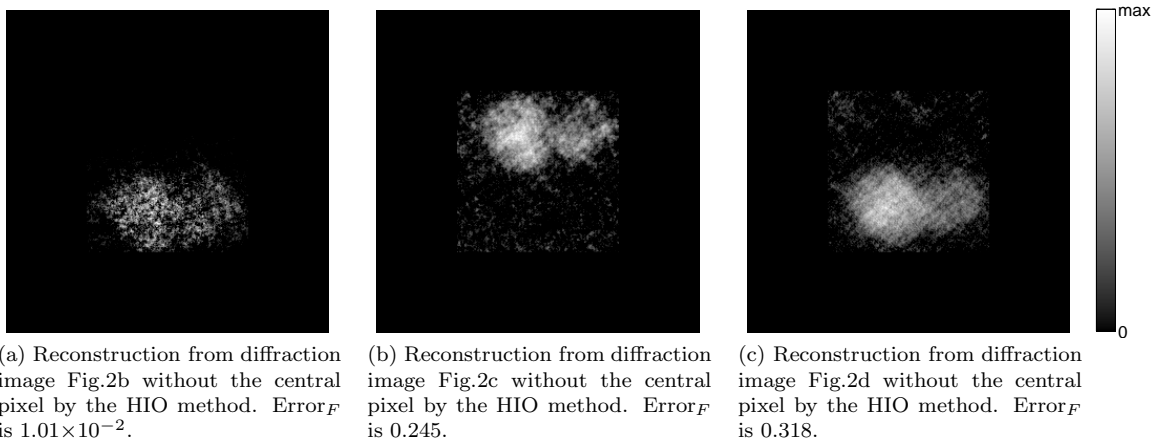 max
0
(a) Reconstruction from diffraction
image Fig.2b without the central
pixel by the HIO method. Error_F
is 1.01×10^−2.
(b) Reconstruction from diffraction
image Fig.2c without the central
pixel by the HIO method. Error_F
is 0.245.
(c) Reconstruction from diffraction
image Fig.2d without the central
pixel by the HIO method. Error_F
is 0.318.